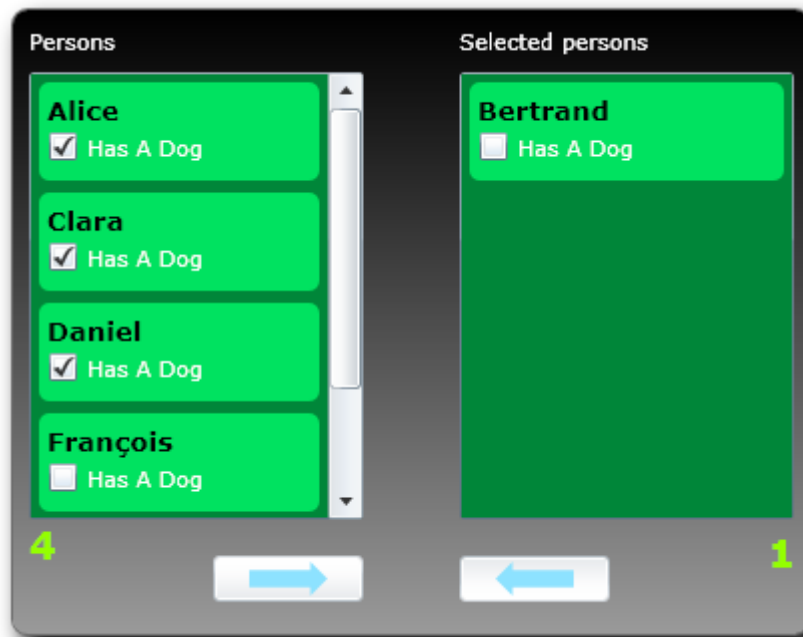 Persons
Alice
Has A Dog
Clara
Has A Dog
Daniel
Has A Dog
François
Has A Dog
4
Selected persons
Bertrand
Has A Dog
1